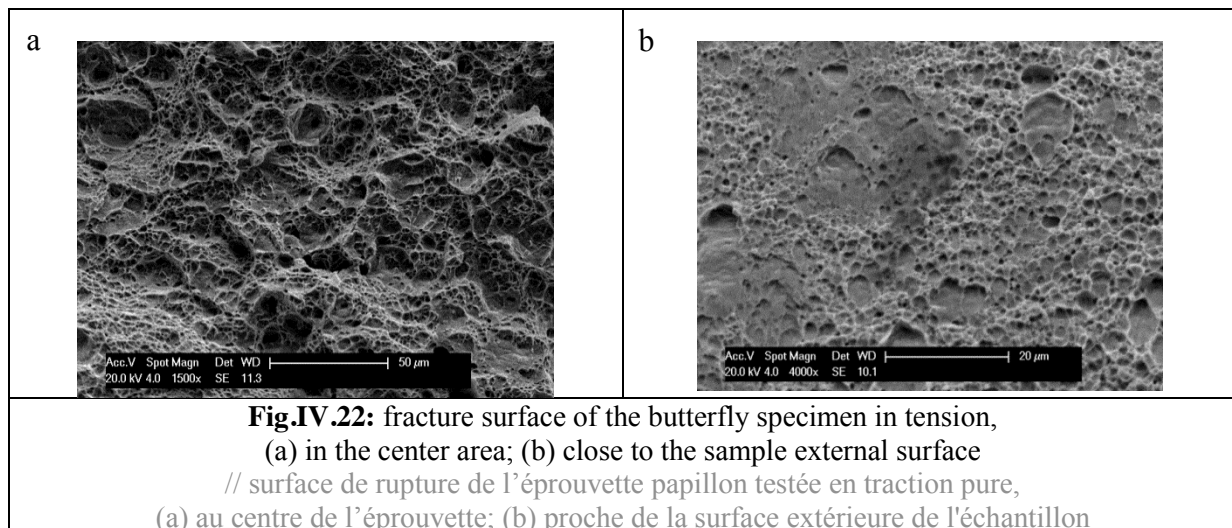 a
b
Acc.V Spot Magn Det WD 50 µm
20.0 kV 4.0 1500x SE 11.3
Acc.V Spot Magn Det WD 20 µm
20.0 kV 4.0 4000x SE 10.1
Fig.IV.22: fracture surface of the butterfly specimen in tension,
(a) in the center area; (b) close to the sample external surface
// surface de rupture de l’éprouvette papillon testée en traction pure,
(a) au centre de l’éprouvette; (b) proche de la surface extérieure de l'échantillon